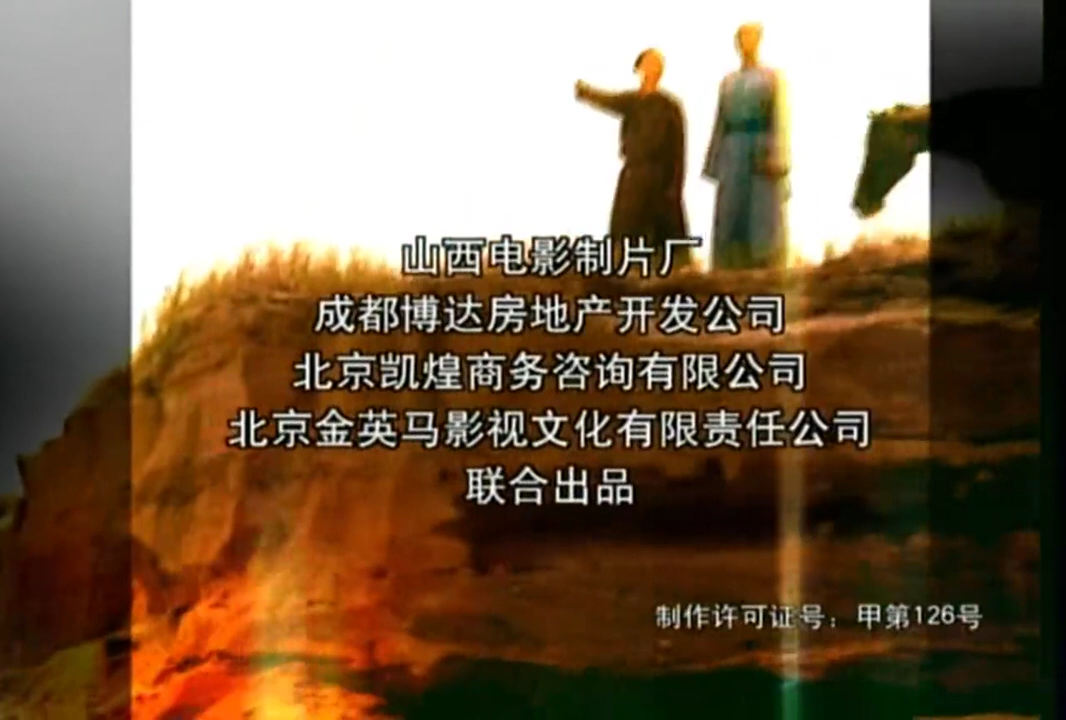 山西电影制片厂
成都博达房地产开发公司
北京凯煌商务咨询有限公司
北京金英马影视文化有限责任公司
联合出品
制作许可证号：甲第126号